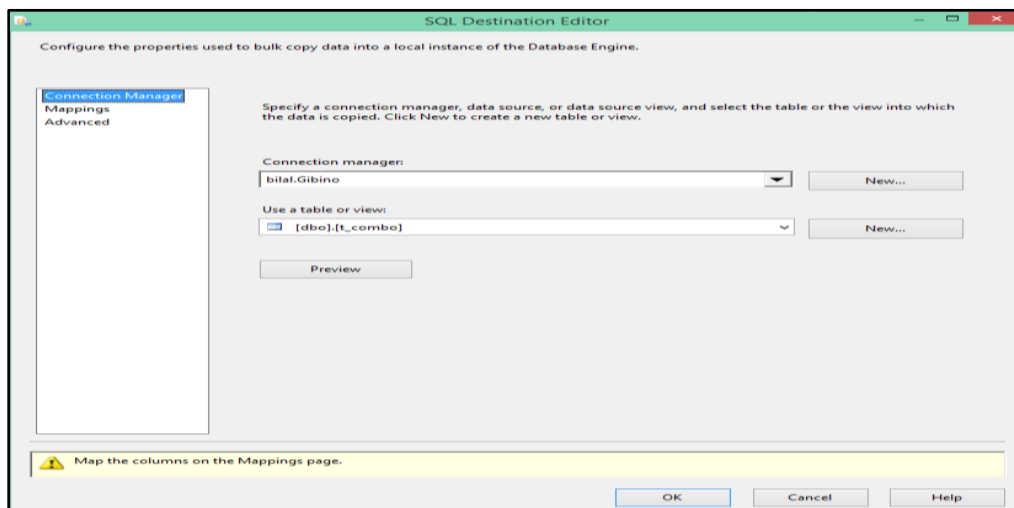 SQL Destination Editor
Configure the properties used to bulk copy data into a local instance of the Database Engine.
Connection Manager
Mappings
Advanced
Specify a connection manager, data source, or data source view, and select the table or the view into which
the data is copied. Click New to create a new table or view.
Connection manager:
bilal.Gibino
New...
Use a table or view:
[dbo].[t_combo]
New...
Preview
Map the columns on the Mappings page.
OK
Cancel
Help